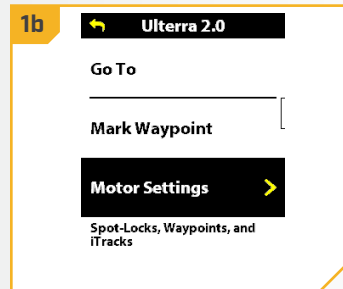 1b
Ulterra 2.0
Go To
Mark Waypoint
Motor Settings
Spot-Locks, Waypoints, and
iTracks